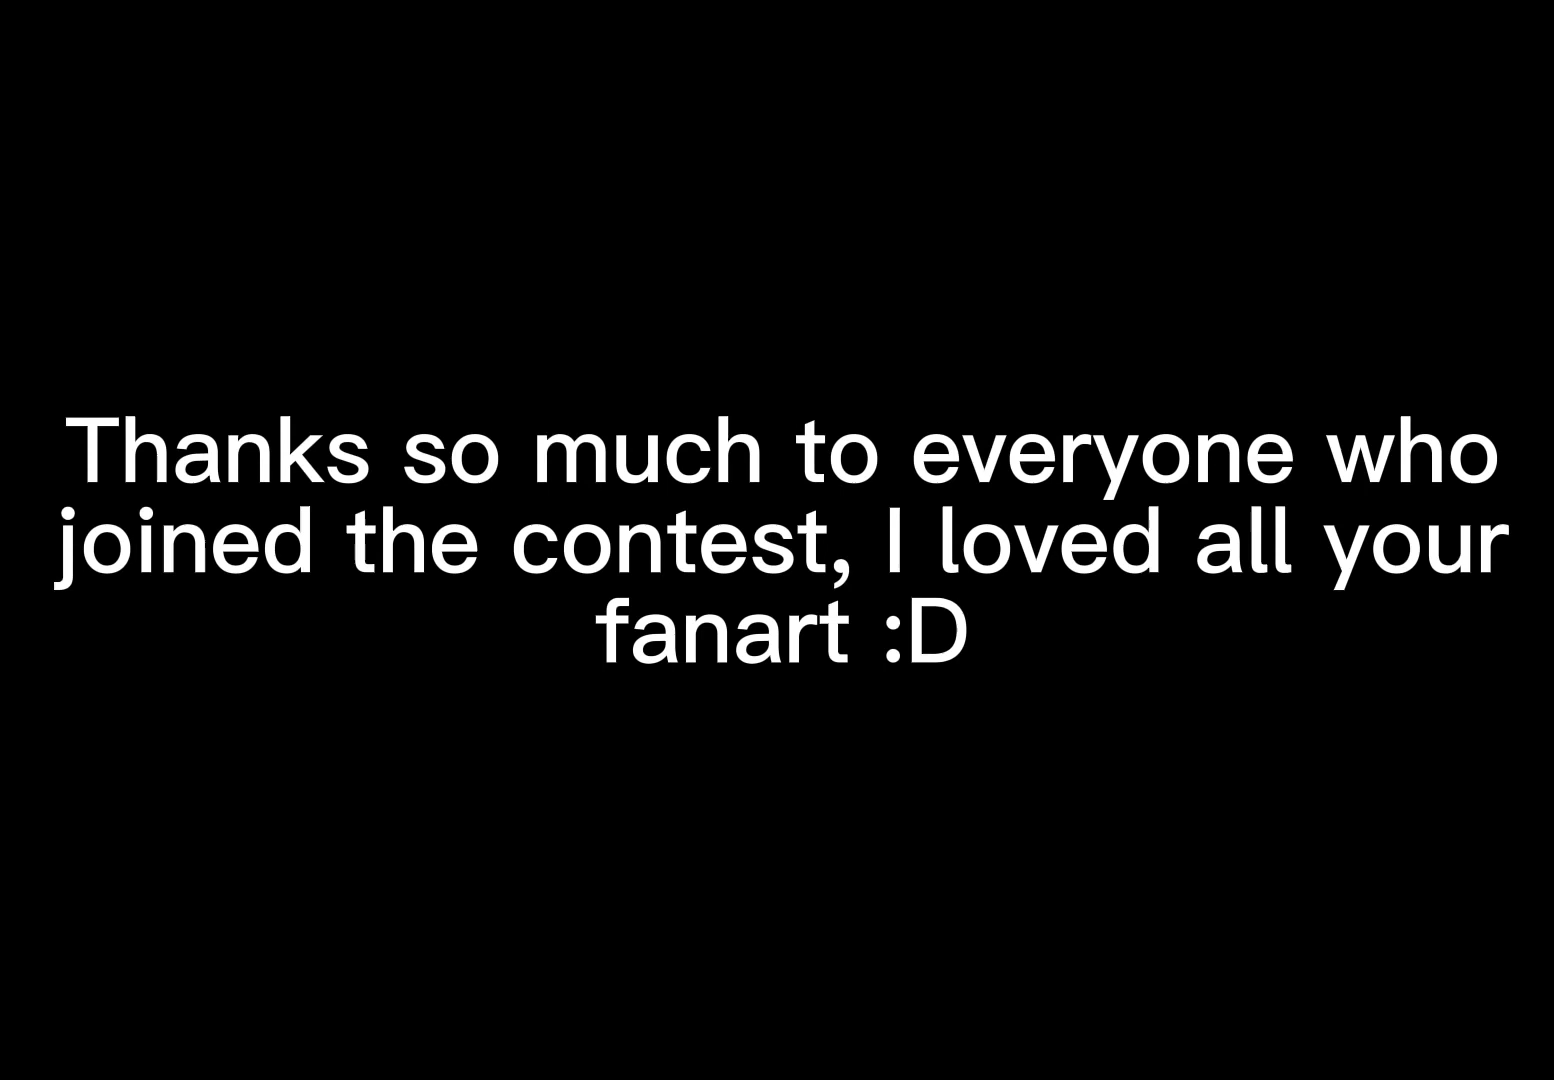 Thanks so much to everyone who
joined the contest, I loved all your
fanart :D